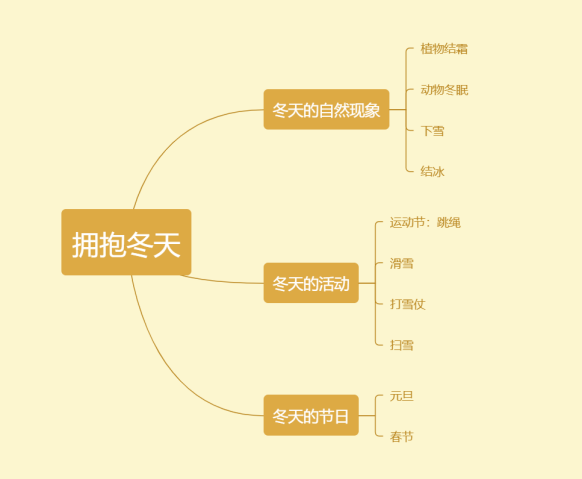 拥抱冬天
冬天的自然现象
植物结霜
动物冬眠
下雪
结冰
冬天的活动
运动节：跳绳
滑雪
打雪仗
扫雪
冬天的节日
元旦
春节